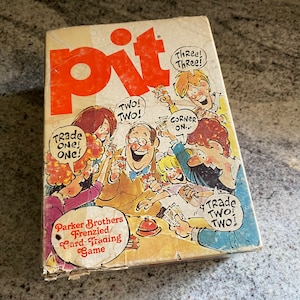 pit
Three!
Three!
Two!
Two!
Corner
on..
Trade
One!
One!
Trade
Two!
Two!
Parker Brothers
Frenzied
Card-Trading
Game